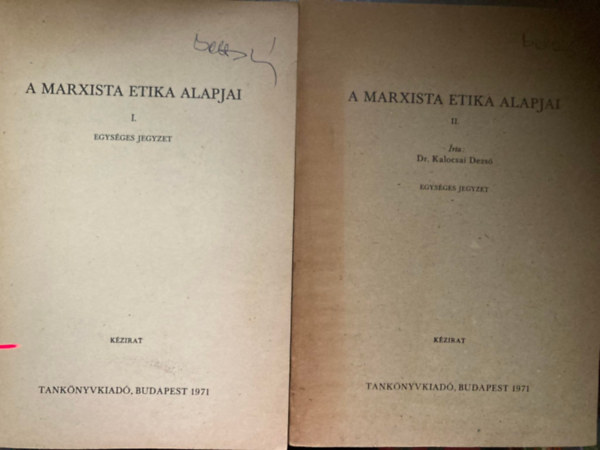 A MARXISTA ETIKA ALAPJAI
I.
EGYSÉGES JEGYZET
KÉZIRAT
TANKÖNYVKIADÓ, BUDAPEST 1971
A MARXISTA ETIKA ALAPJAI
II
Írta
Dr. Kalocsai Dezső
EGYSÉGES JEGYZET
KÉZIRAT
TANKÖNYVKIADÓ, BUDAPEST 1971